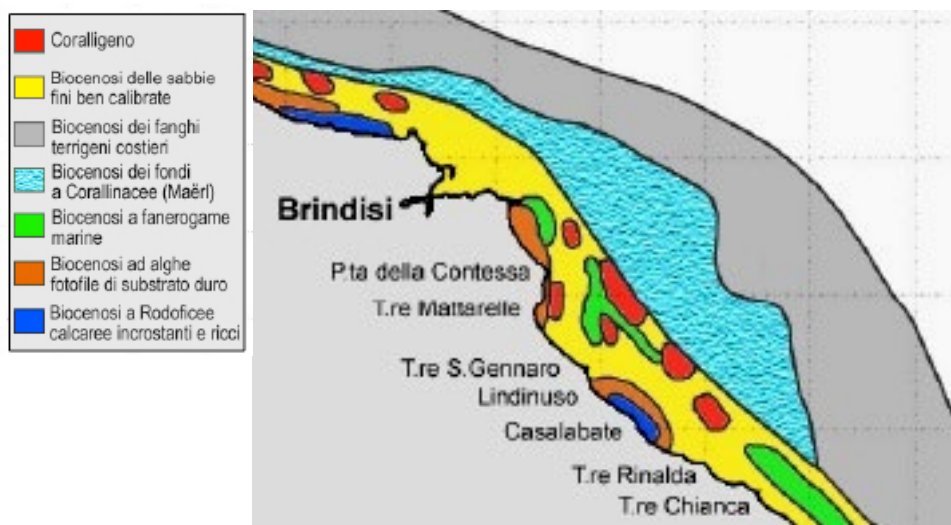 Coralligeno
Biocenosi delle sabbie
fini ben calibrate
Biocenosi dei fanghi
terrigeni costieri
Biocenosi dei fondi
a Corallinacee (Maërl)
Biocenosi a fanerogame
marine
Biocenosi ad alghe
fotofile di substrato duro
Biocenosi a Rodoficee
calcaree incrostanti e ricci
Brindisi
P.ta della Contessa
T.re Mattarelle
T.re S.Gennaro
Lindinuso
Casalabate
T.re Rinalda
T.re Chianca